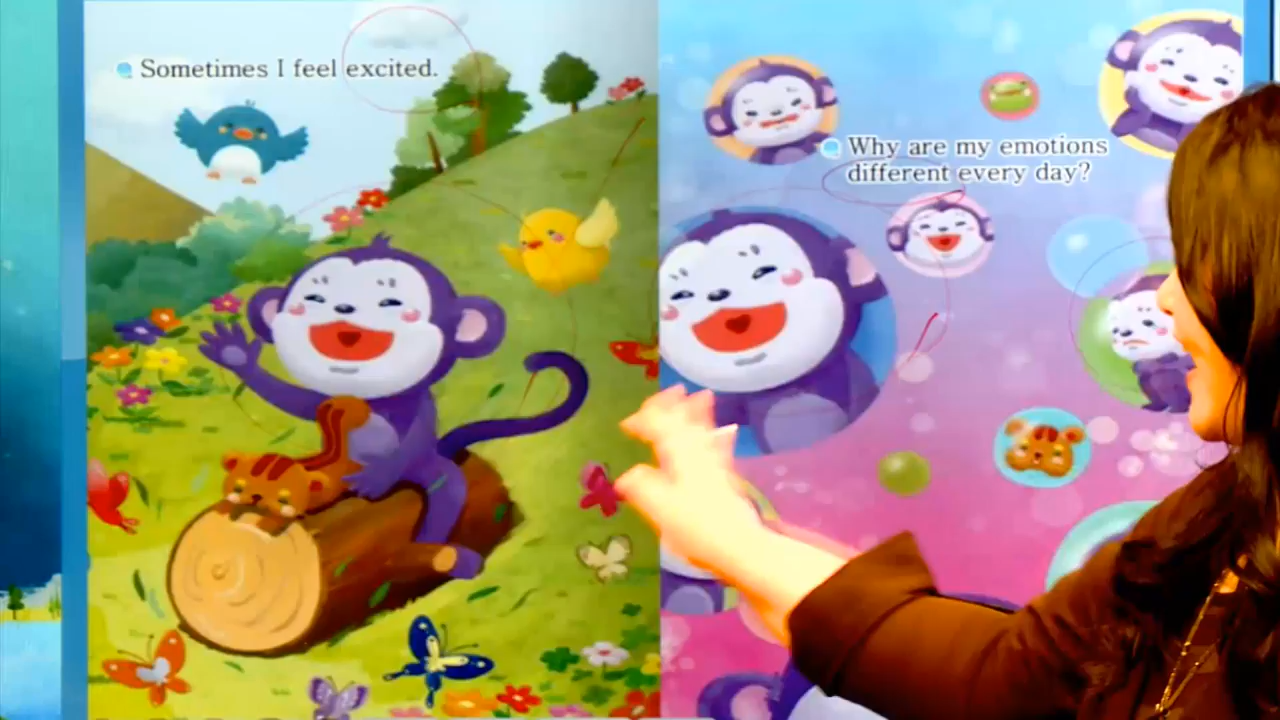 Sometimes I feel excited.
Why are my emotions
different every day?